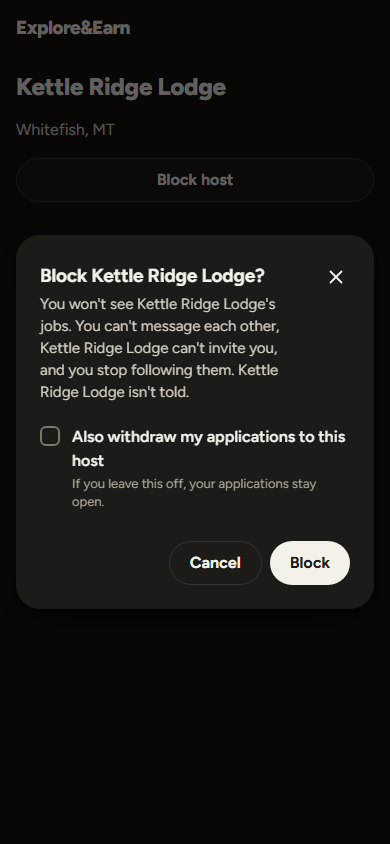 Explore&Earn
Kettle Ridge Lodge
Whitefish, MT
Block host
Block Kettle Ridge Lodge?
You won't see Kettle Ridge Lodge's
jobs. You can't message each other,
Kettle Ridge Lodge can't invite you,
and you stop following them. Kettle
Ridge Lodge isn't told.
Also withdraw my applications to this
host
If you leave this off, your applications stay
open.
Cancel
Block